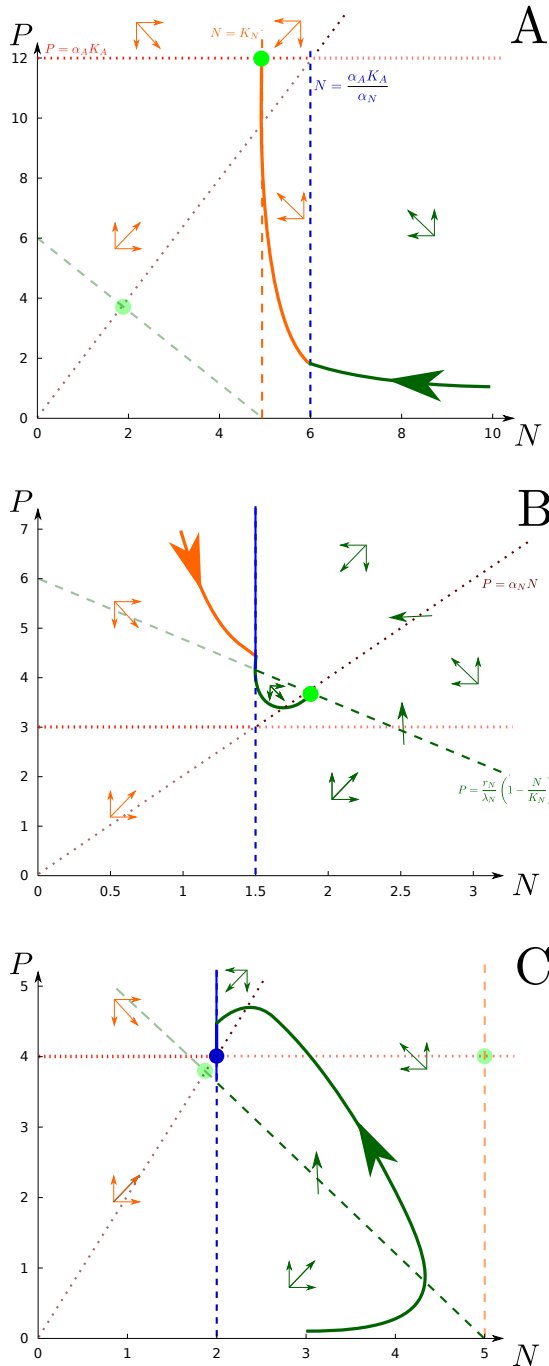 A
P
P = α_A K_A
N = K_N
N = α_A K_A / α_N
12
10
8
6
4
2
0
0 2 4 6 8 10 N
B
P
7
6
5
4
3
2
1
0
P = α_N N
P = r_N / λ_N (1 − N / K_N)
0 0.5 1 1.5 2 2.5 3 N
C
P
5
4
3
2
1
0
0 1 2 3 4 5 N